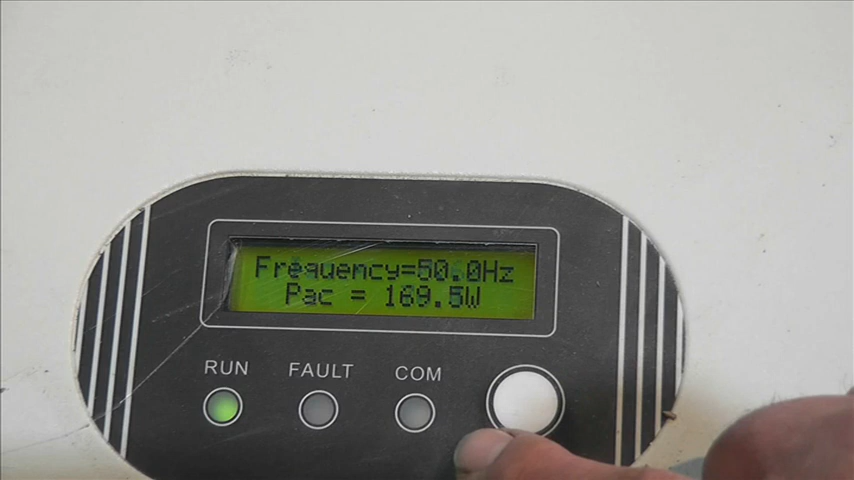 Frequency=50.0Hz
Pac = 169.5W
RUN FAULT COM